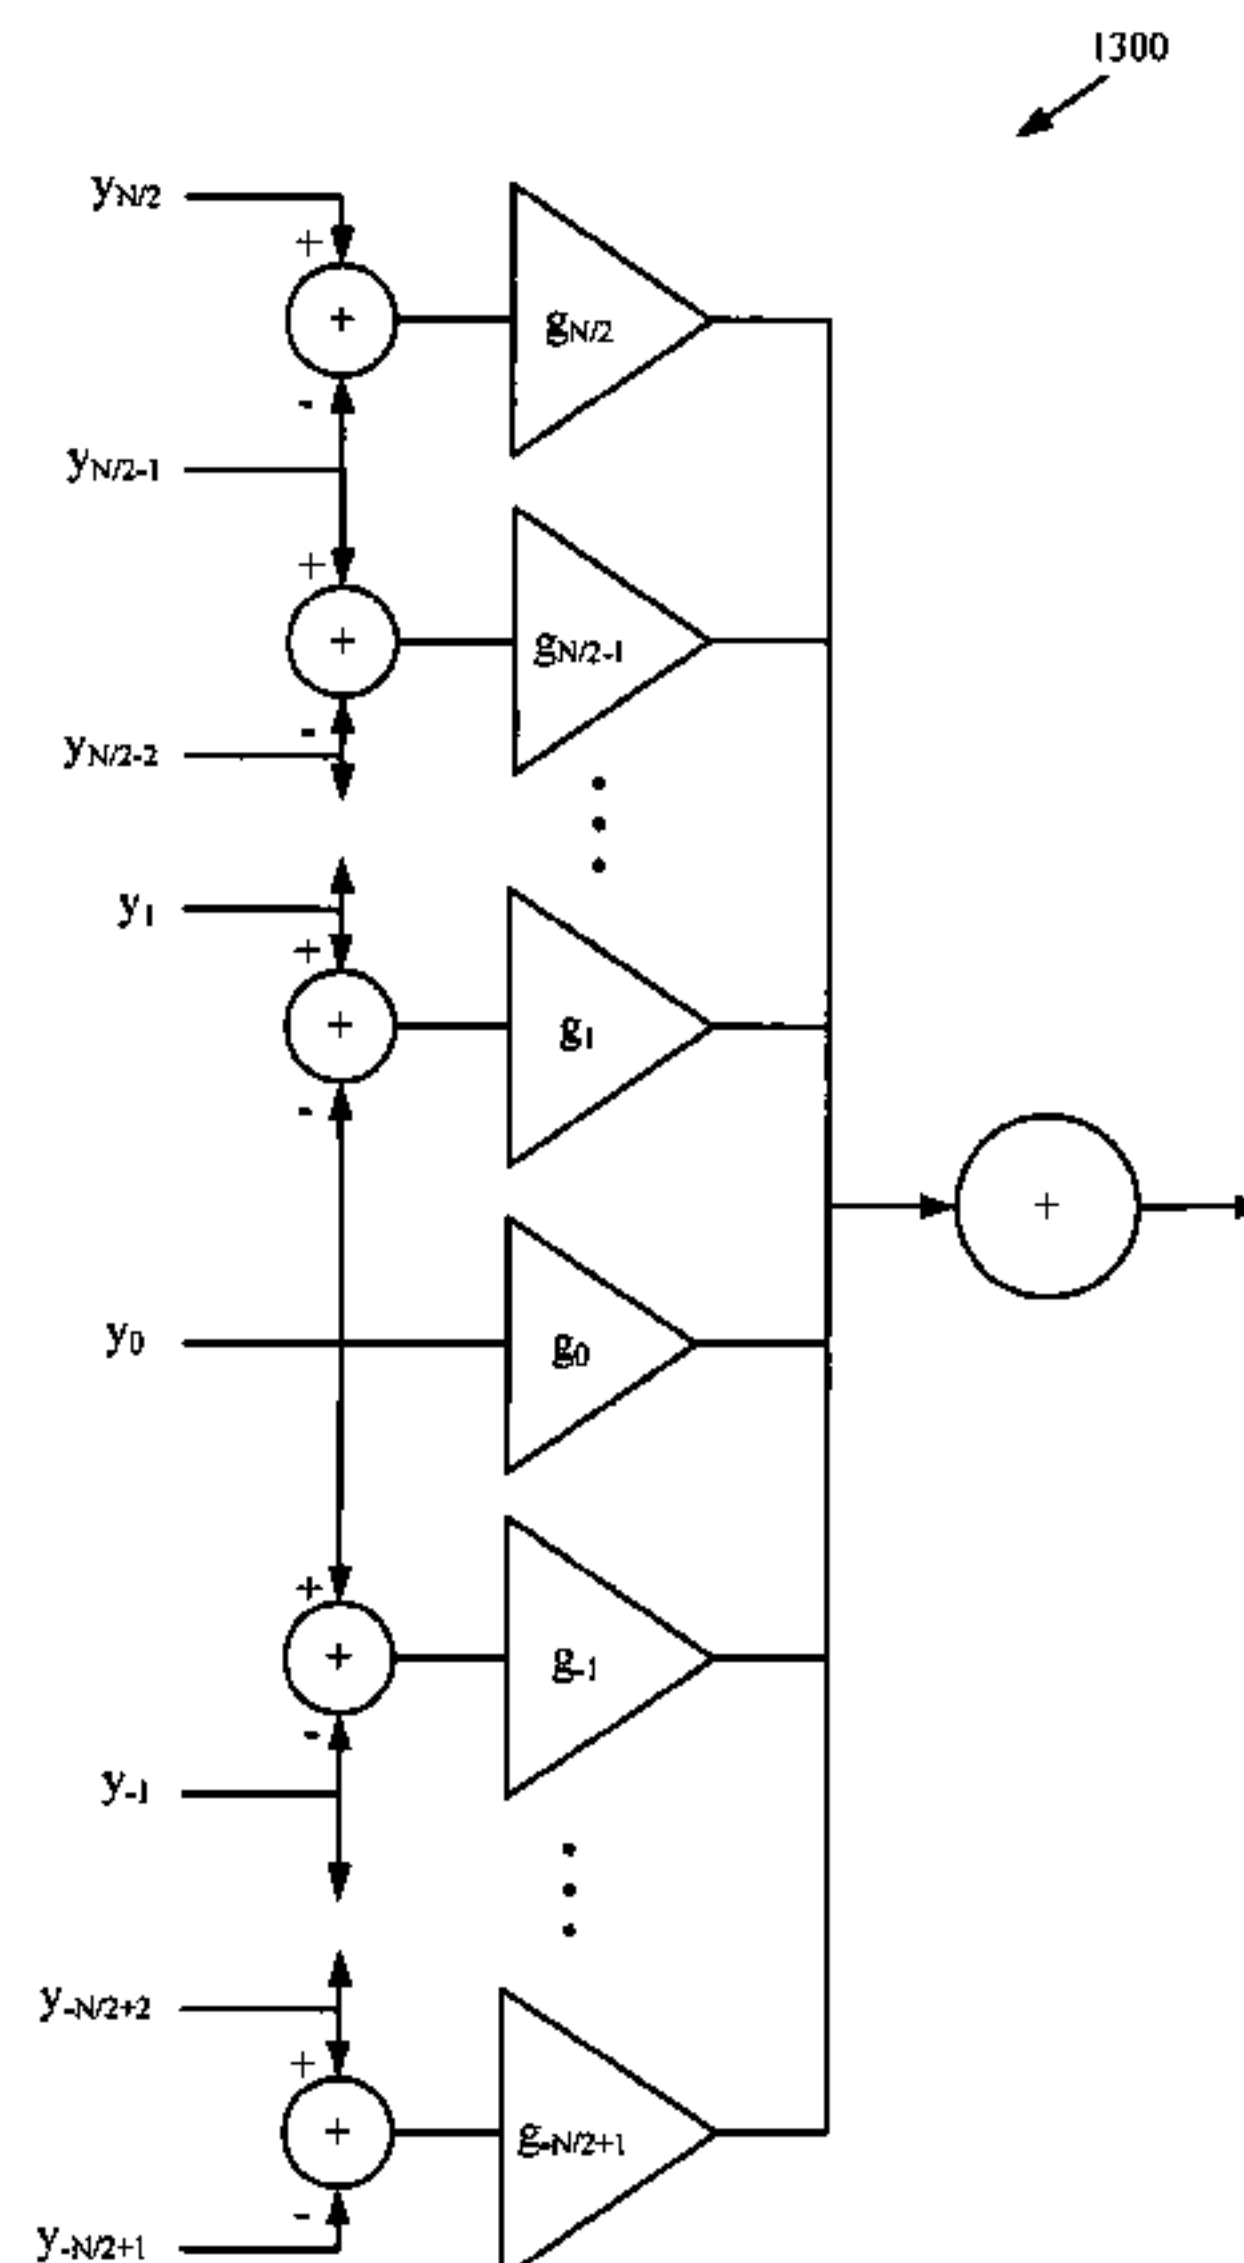 1300
yN/2
+
+
gN/2
-
yN/2-1
+
+
gN/2-1
-
yN/2-2
y1
+
+
g1
-
+
y0
g0
+
+
g-1
-
y-1
y-N/2+2
+
+
g-N/2+1
-
y-N/2+1